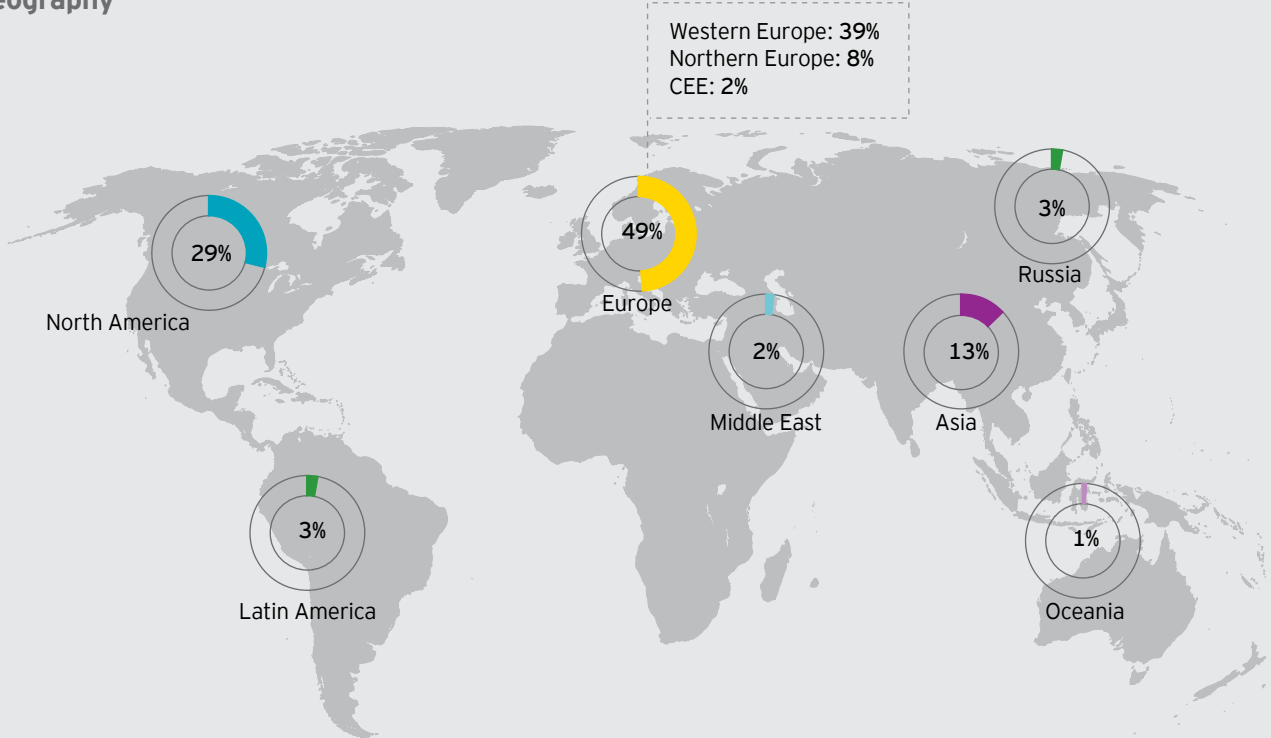 Western Europe: 39%
Northern Europe: 8%
CEE: 2%
3%
Russia
29%
North America
49%
Europe
2%
Middle East
13%
Asia
3%
Latin America
1%
Oceania